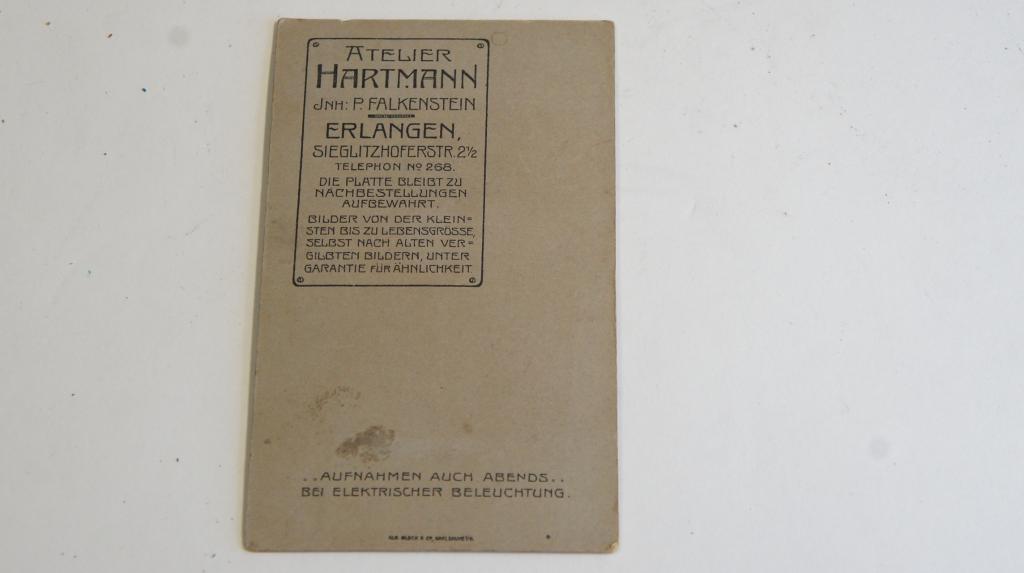 ATELIER
HARTMANN
JNH: P. FALKENSTEIN
ERLANGEN,
SIEGLITZHOFERSTR. 2½
TELEPHON No 268.
DIE PLATTE BLEIBT ZU
NACHBESTELLUNGEN
AUFBEWAHRT.
BILDER VON DER KLEIN=
STEN BIS ZU LEBENSGRÖSSE,
SELBST NACH ALTEN VER=
GILBTEN BILDERN, UNTER
GARANTIE FÜR ÄHNLICHKEIT.
..AUFNAHMEN AUCH ABENDS..
BEI ELEKTRISCHER BELEUCHTUNG.